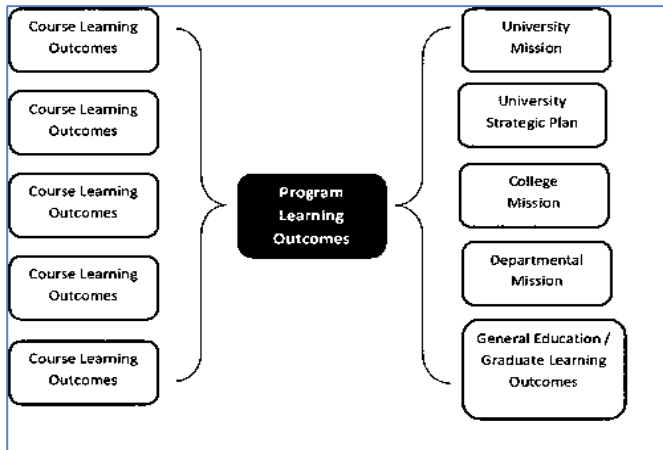 Course Learning
Outcomes
Course Learning
Outcomes
Course Learning
Outcomes
Course Learning
Outcomes
Course Learning
Outcomes
Program
Learning
Outcomes
University
Mission
University
Strategic Plan
College
Mission
Departmental
Mission
General Education /
Graduate Learning
Outcomes